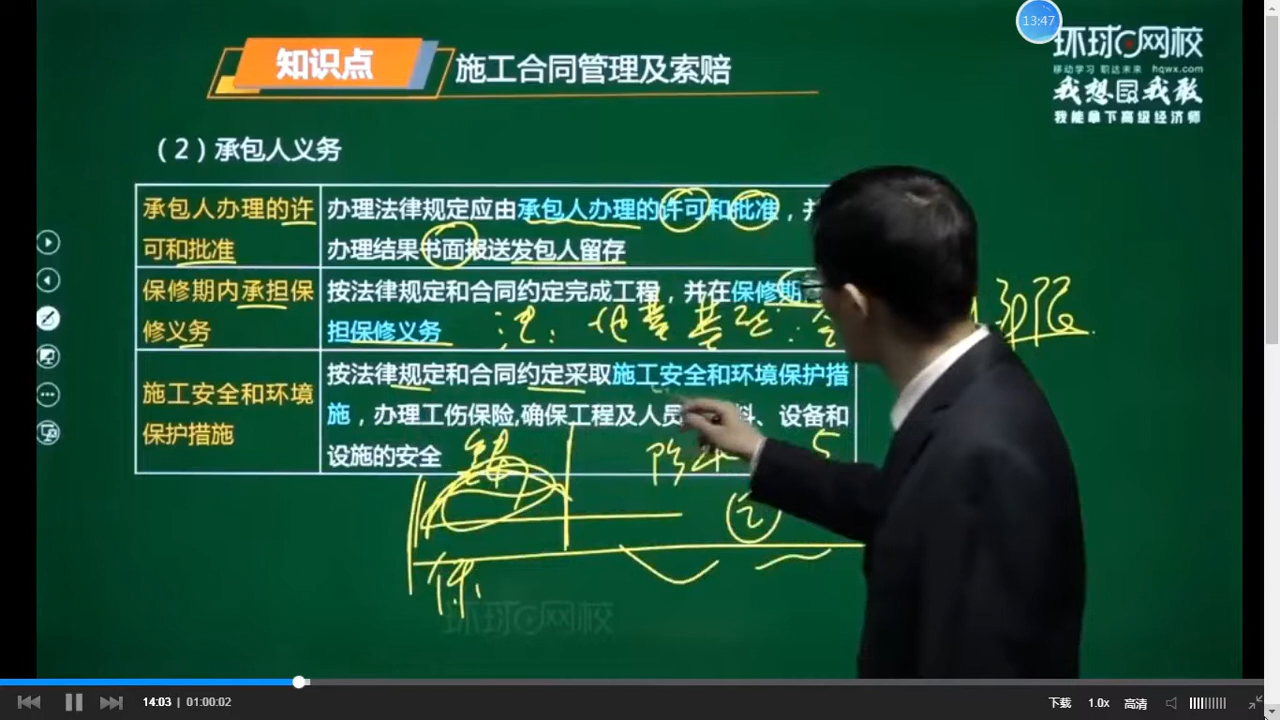 13:47
环球网校
移动学习 职达未来 hqwx.com
我想我敢
我能拿下高级经济师
知识点
施工合同管理及索赔
（2）承包人义务
承包人办理的许
可和批准
办理法律规定应由承包人办理的许可和批准，并
办理结果书面报送发包人留存
保修期内承担保
修义务
按法律规定和合同约定完成工程，并在保修期
担保修义务
注：
施工安全和环境
保护措施
按法律规定和合同约定采取施工安全和环境保护措
施，办理工伤保险,确保工程及人员、材料、设备和
设施的安全
5
2
保
环球网校
14:03 | 01:00:02
下载 1.0x 高清